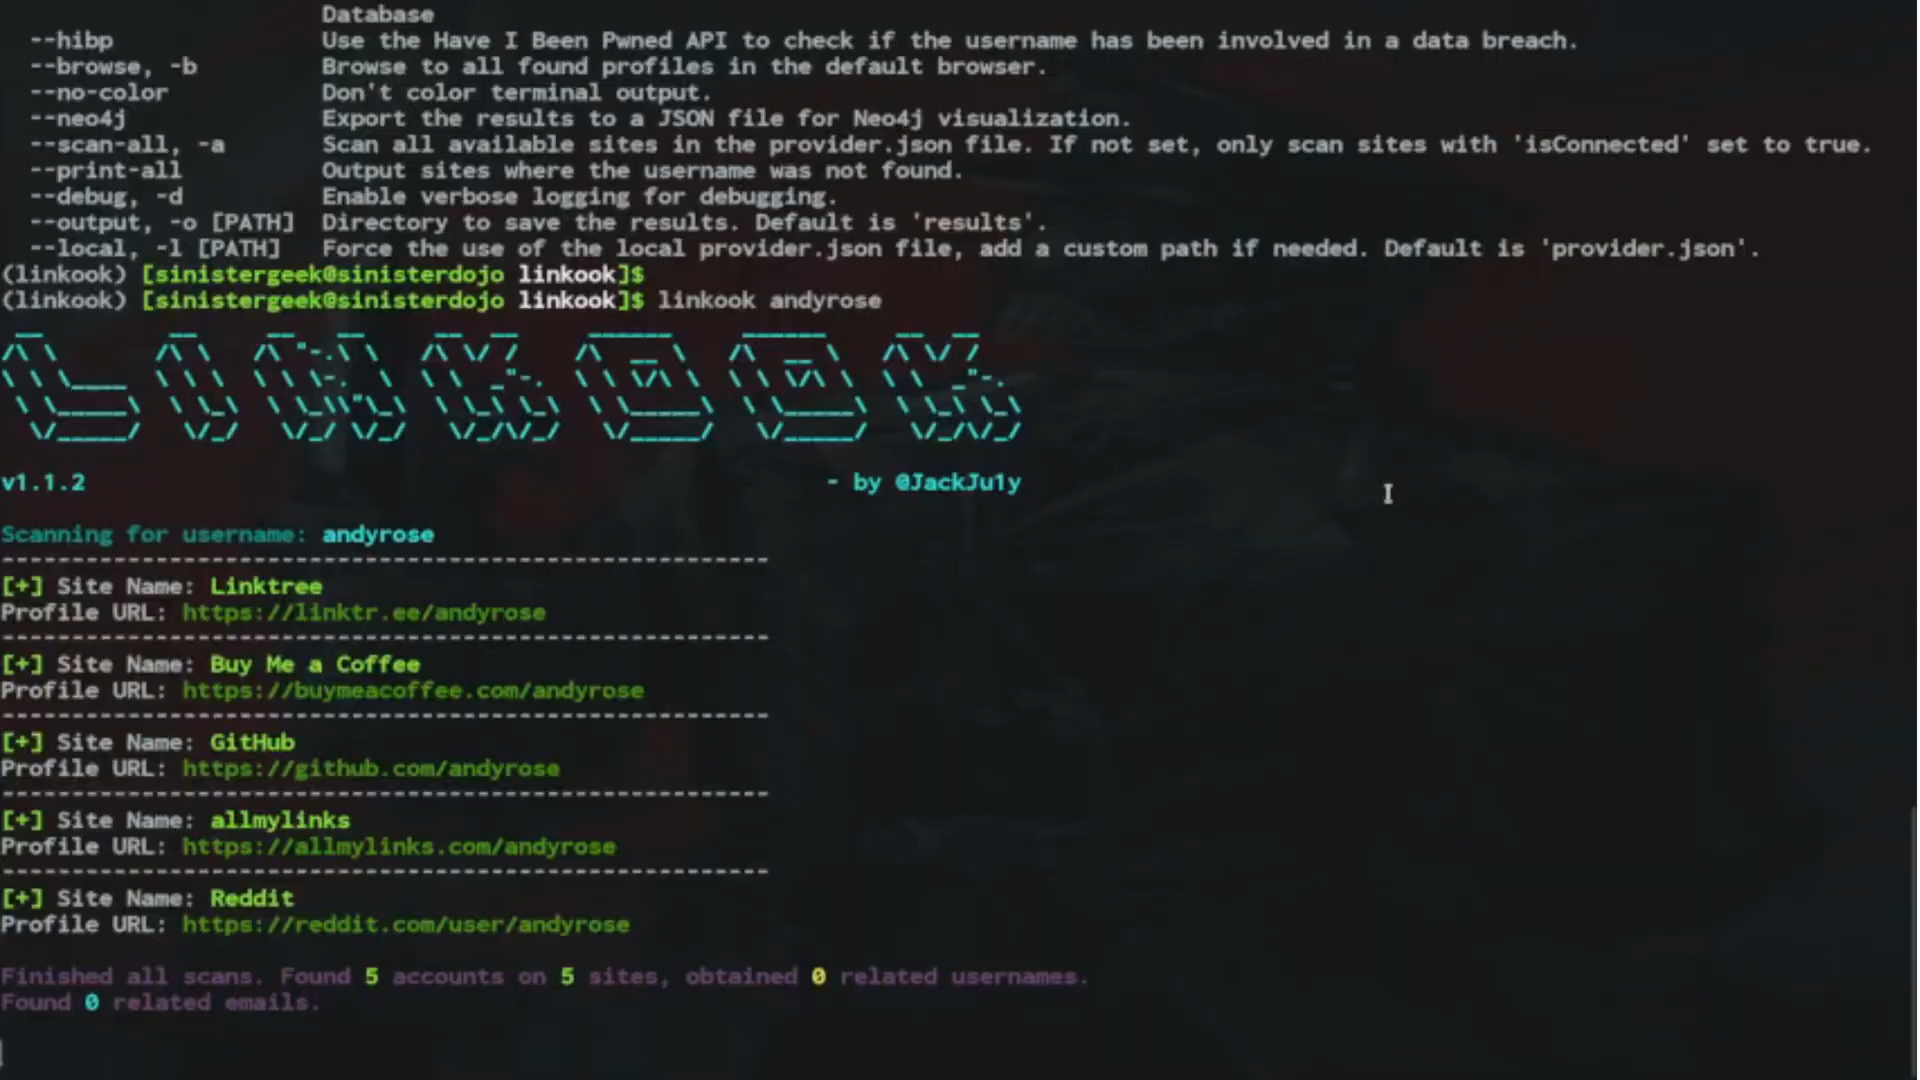 Database
--hibp Use the Have I Been Pwned API to check if the username has been involved in a data breach.
--browse, -b Browse to all found profiles in the default browser.
--no-color Don't color terminal output.
--neo4j Export the results to a JSON file for Neo4j visualization.
--scan-all, -a Scan all available sites in the provider.json file. If not set, only scan sites with 'isConnected' set to true.
--print-all Output sites where the username was not found.
--debug, -d Enable verbose logging for debugging.
--output, -o [PATH] Directory to save the results. Default is 'results'.
--local, -l [PATH] Force the use of the local provider.json file, add a custom path if needed. Default is 'provider.json'.
(linkook) [sinistergeek@sinisterdojo linkook]$
(linkook) [sinistergeek@sinisterdojo linkook]$ linkook andyrose
LINKOOK
v1.1.2 - by @JackJu1y
Scanning for username: andyrose
-------------------------------------------------------
[+] Site Name: Linktree
Profile URL: https://linktr.ee/andyrose
-------------------------------------------------------
[+] Site Name: Buy Me a Coffee
Profile URL: https://buymeacoffee.com/andyrose
-------------------------------------------------------
[+] Site Name: GitHub
Profile URL: https://github.com/andyrose
-------------------------------------------------------
[+] Site Name: allmylinks
Profile URL: https://allmylinks.com/andyrose
-------------------------------------------------------
[+] Site Name: Reddit
Profile URL: https://reddit.com/user/andyrose
Finished all scans. Found 5 accounts on 5 sites, obtained 0 related usernames.
Found 0 related emails.